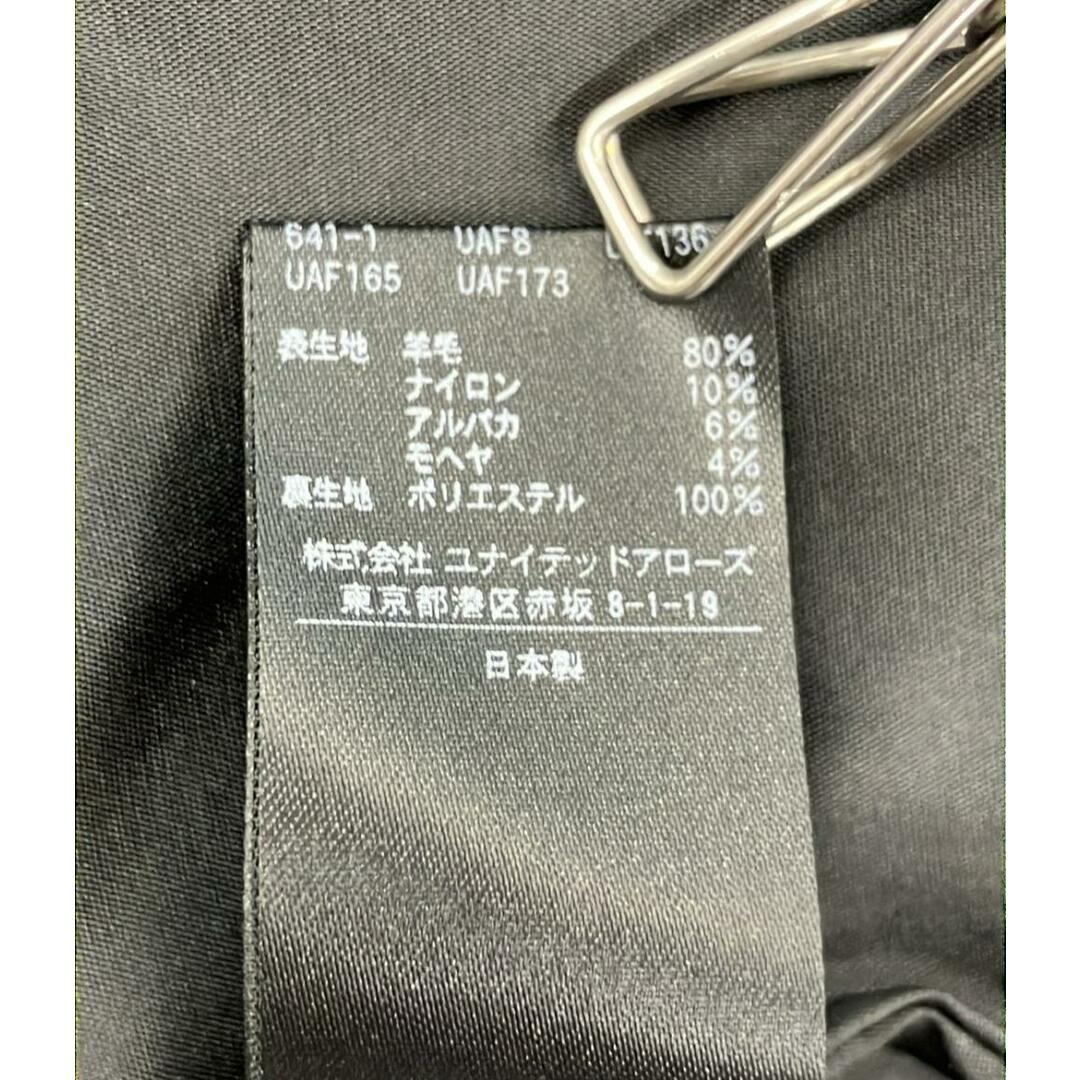 641-1 UAF8
UAF165 UAF173
表生地 羊毛 80%
ナイロン 10%
アルパカ 6%
モヘヤ 4%
裏生地 ポリエステル 100%
株式会社 ユナイテッドアローズ
東京都港区赤坂 8-1-19
日本製